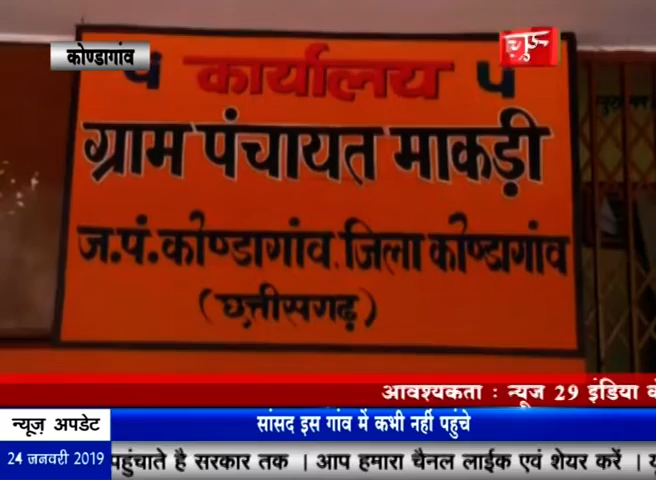 कोण्डागांव
न्यूज़
प कार्यालय प
ग्राम पंचायत माकड़ी
ज.पं.कोण्डागांव जिला कोण्डागांव
(छत्तीसगढ़)
आवश्यकता : न्यूज 29 इंडिया
न्यूज़ अपडेट
सांसद इस गांव में कभी नहीं पहुंचे
24 जनवरी 2019
पहुंचाते है सरकार तक । आप हमारा चैनल लाईक एवं शेयर करें ।